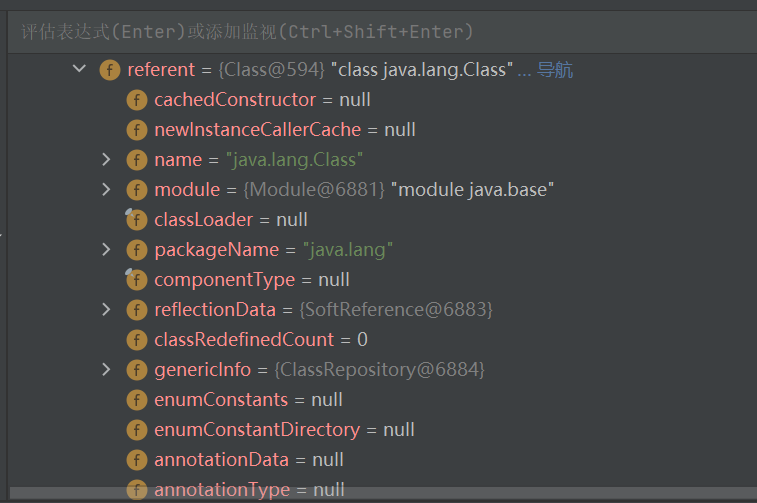 评估表达式(Enter)或添加监视(Ctrl+Shift+Enter)
f referent = {Class@594} "class java.lang.Class" ... 导航
f cachedConstructor = null
f newInstanceCallerCache = null
f name = "java.lang.Class"
f module = {Module@6881} "module java.base"
f classLoader = null
f packageName = "java.lang"
f componentType = null
f reflectionData = {SoftReference@6883}
f classRedefinedCount = 0
f genericInfo = {ClassRepository@6884}
f enumConstants = null
f enumConstantDirectory = null
f annotationData = null
f annotationType = null